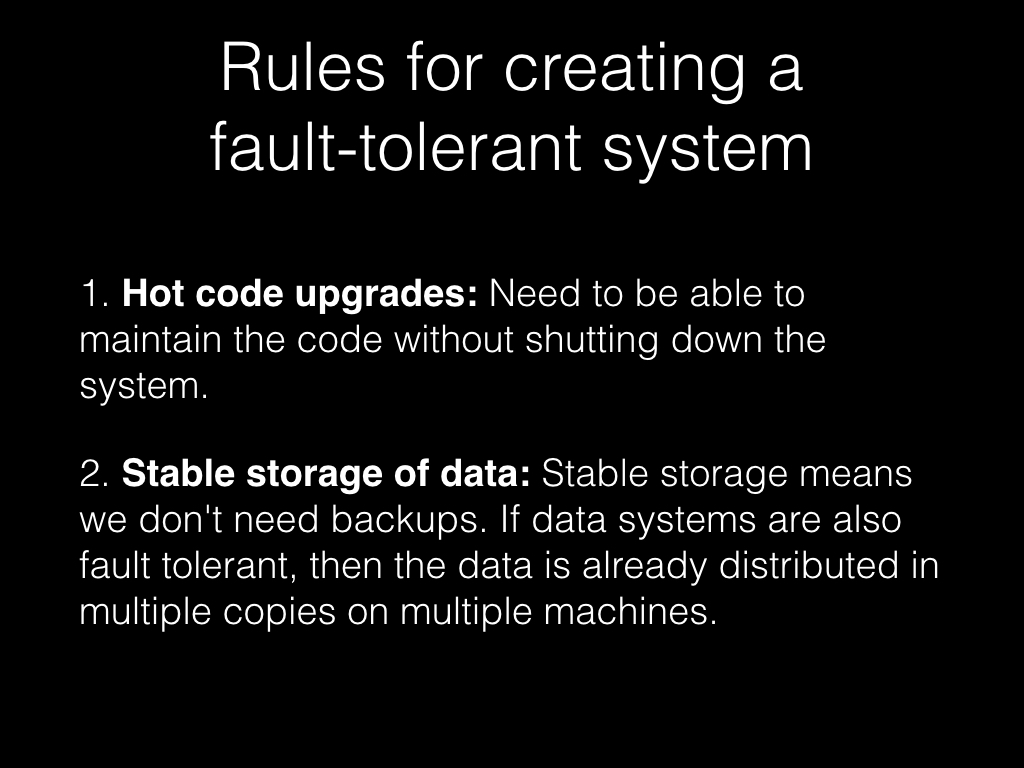 Rules for creating a
fault-tolerant system
1. Hot code upgrades: Need to be able to
maintain the code without shutting down the
system.
2. Stable storage of data: Stable storage means
we don't need backups. If data systems are also
fault tolerant, then the data is already distributed in
multiple copies on multiple machines.